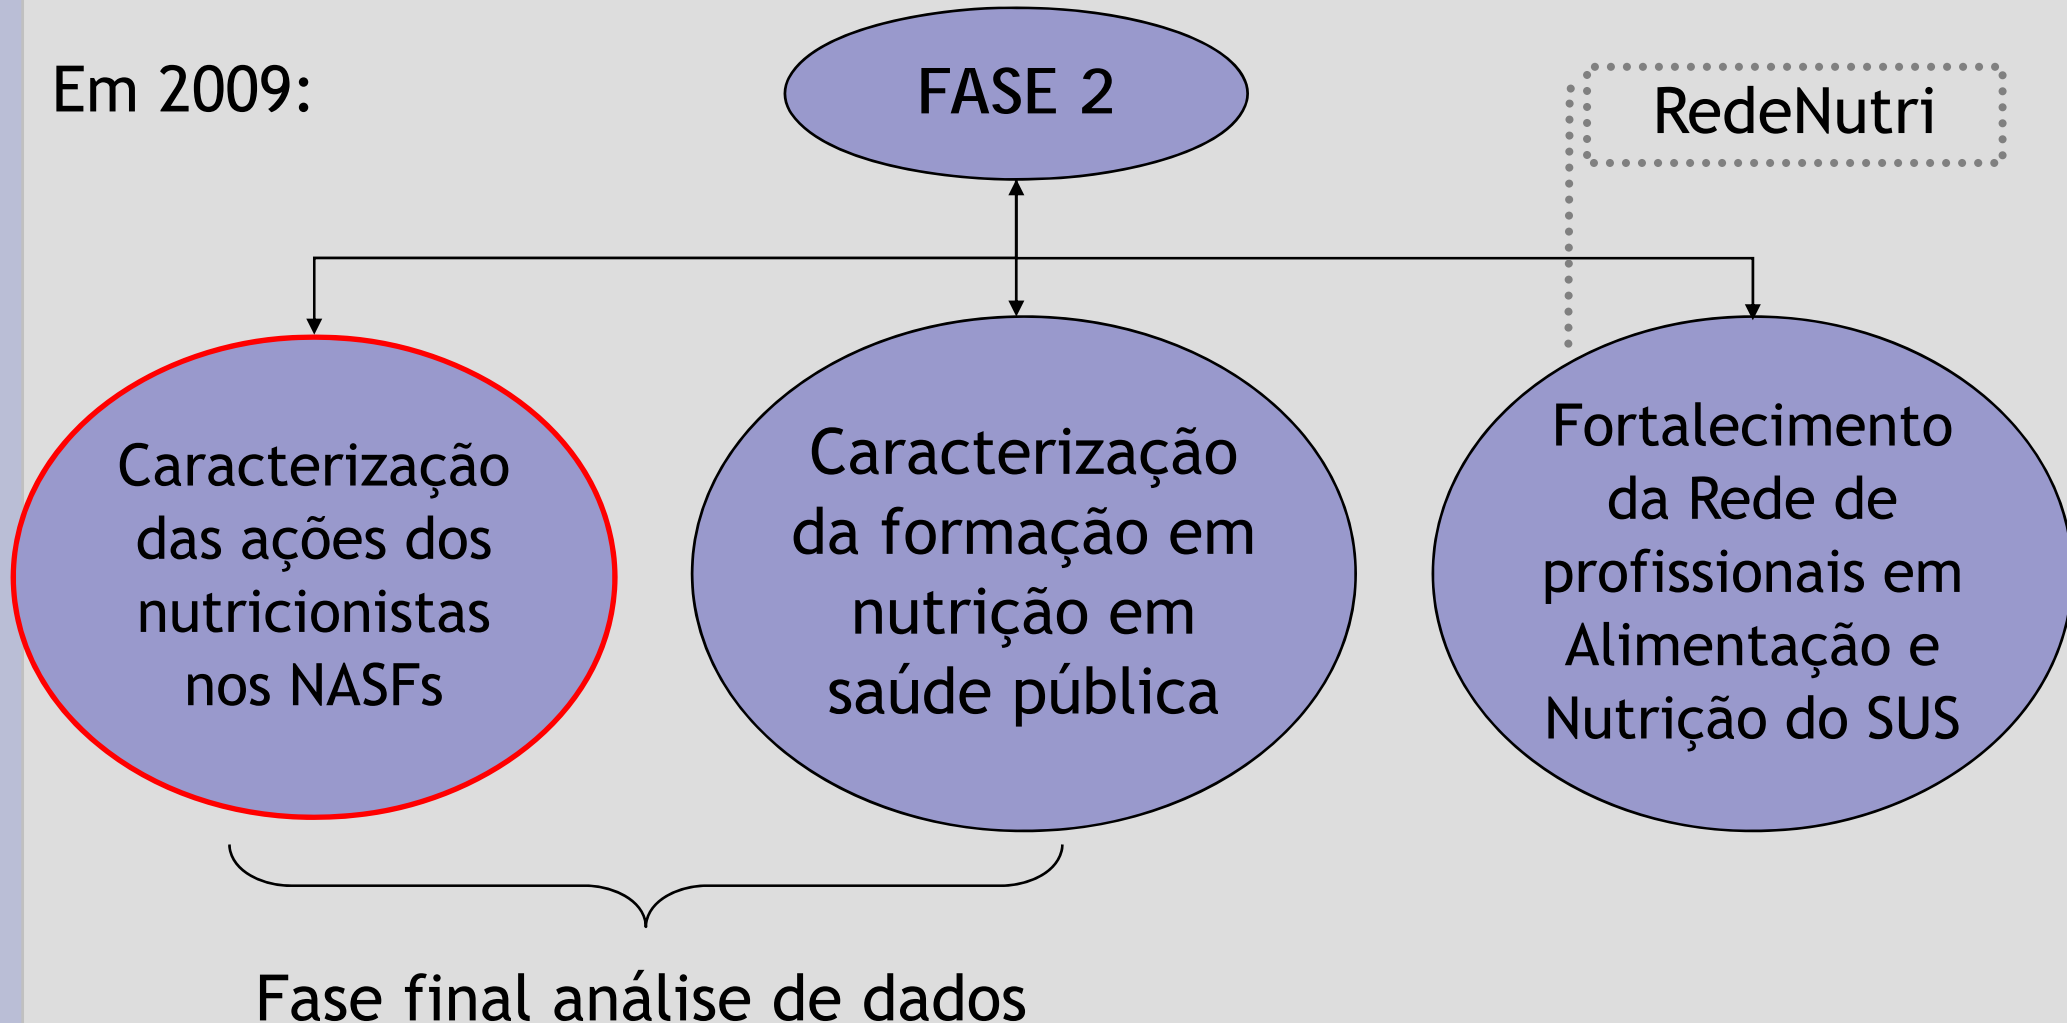 Em 2009:
FASE 2
RedeNutri
Caracterização
das ações dos
nutricionistas
nos NASFs
Caracterização
da formação em
nutrição em
saúde pública
Fortalecimento
da Rede de
profissionais em
Alimentação e
Nutrição do SUS
Fase final análise de dados